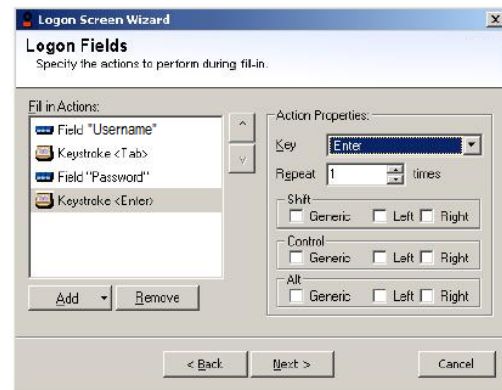 Logon Screen Wizard
Logon Fields
Specify the actions to perform during fill-in.
Fill in Actions:
Field "Username"
Keystroke <Tab>
Field "Password"
Keystroke <Enter>
Add
Remove
Action Properties:
Key Enter
Repeat 1 times
Shift
Generic Left Right
Control
Generic Left Right
Alt
Generic Left Right
< Back Next > Cancel